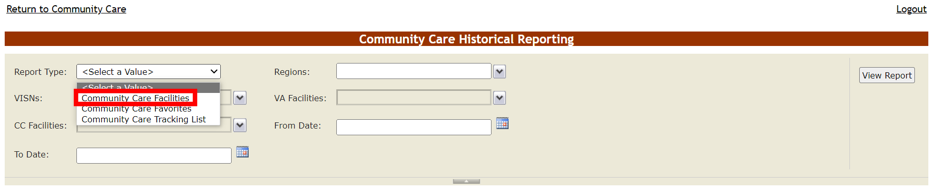 Return to Community Care
Logout
Community Care Historical Reporting
Report Type: <Select a Value> Regions:
View Report
<Select a Value>
VISNs: Community Care Facilities VA Facilities:
Community Care Favorites
CC Facilities: Community Care Tracking List From Date:
To Date: